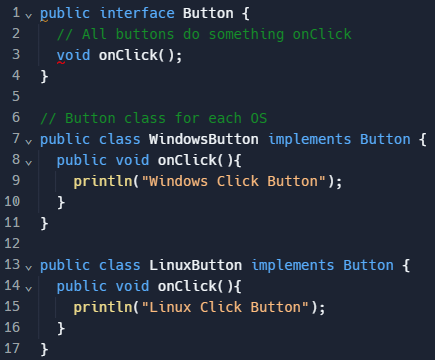 1 public interface Button {
2   // All buttons do something onClick
3   void onClick();
4 }
5
6 // Button class for each OS
7 public class WindowsButton implements Button {
8   public void onClick(){
9     println("Windows Click Button");
10   }
11 }
12
13 public class LinuxButton implements Button {
14   public void onClick(){
15     println("Linux Click Button");
16   }
17 }